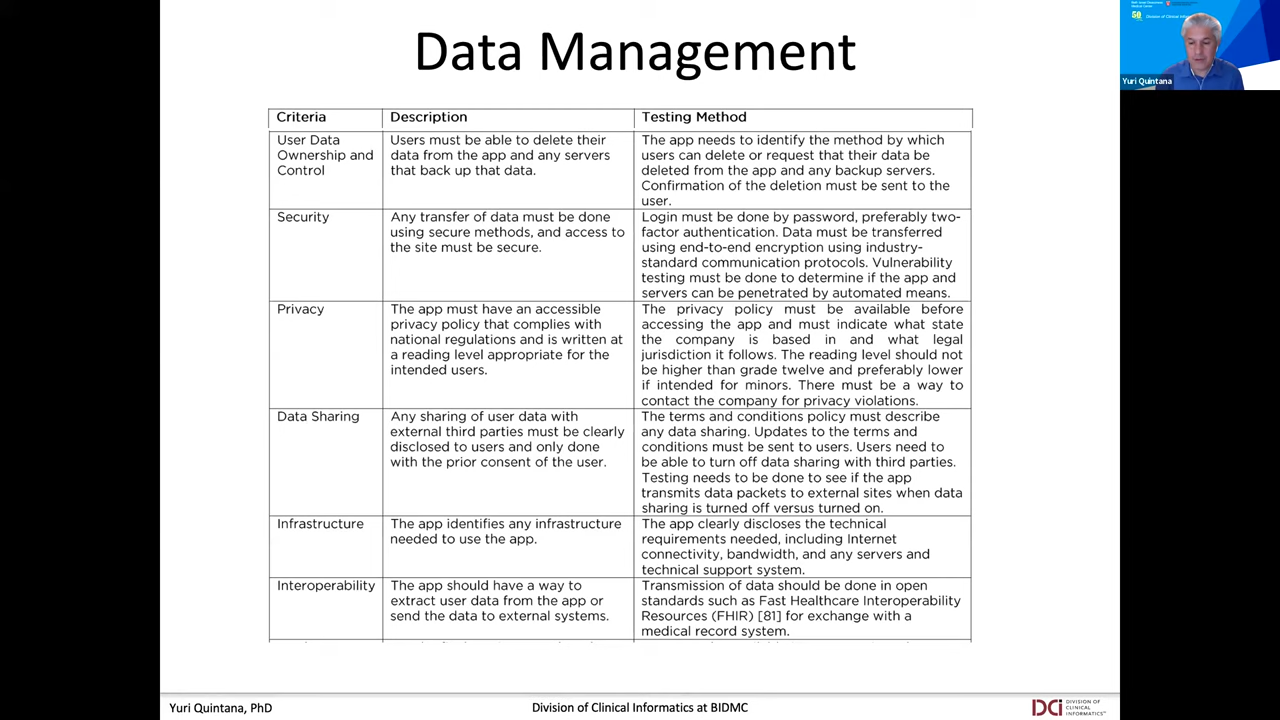 Data Management
Criteria
Description
Testing Method
User Data
Ownership and
Control
Users must be able to delete their
data from the app and any servers
that back up that data.
The app needs to identify the method by which
users can delete or request that their data be
deleted from the app and any backup servers.
Confirmation of the deletion must be sent to the
user.
Security
Any transfer of data must be done
using secure methods, and access to
the site must be secure.
Login must be done by password, preferably two-
factor authentication. Data must be transferred
using end-to-end encryption using industry-
standard communication protocols. Vulnerability
testing must be done to determine if the app and
servers can be penetrated by automated means.
Privacy
The app must have an accessible
privacy policy that complies with
national regulations and is written at
a reading level appropriate for the
intended users.
The privacy policy must be available before
accessing the app and must indicate what state
the company is based in and what legal
jurisdiction it follows. The reading level should not
be higher than grade twelve and preferably lower
if intended for minors. There must be a way to
contact the company for privacy violations.
Data Sharing
Any sharing of user data with
external third parties must be clearly
disclosed to users and only done
with the prior consent of the user.
The terms and conditions policy must describe
any data sharing. Updates to the terms and
conditions must be sent to users. Users need to
be able to turn off data sharing with third parties.
Testing needs to be done to see if the app
transmits data packets to external sites when data
sharing is turned off versus turned on.
Infrastructure
The app identifies any infrastructure
needed to use the app.
The app clearly discloses the technical
requirements needed, including Internet
connectivity, bandwidth, and any servers and
technical support system.
Interoperability
The app should have a way to
extract user data from the app or
send the data to external systems.
Transmission of data should be done in open
standards such as Fast Healthcare Interoperability
Resources (FHIR) [81] for exchange with a
medical record system.
Yuri Quintana, PhD
Division of Clinical Informatics at BIDMC
DCi
DIVISION OF
CLINICAL
INFORMATICS
50
Division of Clinical
Yuri Quintana